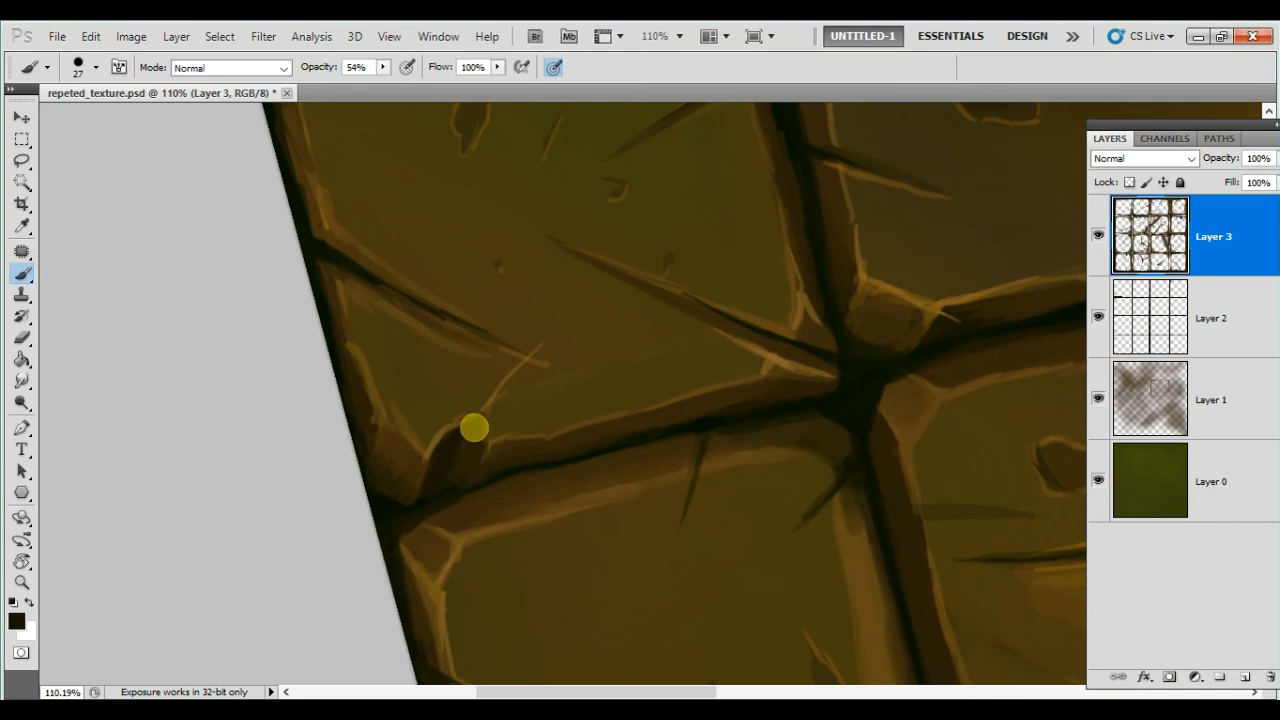 Ps File Edit Image Layer Select Filter Analysis 3D View Window Help Br Mb 110% UNTITLED-1 ESSENTIALS DESIGN CS Live
27 Mode: Normal Opacity: 54% Flow: 100%
repeted_texture.psd @ 110% (Layer 3, RGB/8) *
LAYERS CHANNELS PATHS
Normal Opacity: 100%
Lock: Fill: 100%
Layer 3
Layer 2
Layer 1
Layer 0
T
fx
110.19% Exposure works in 32-bit only